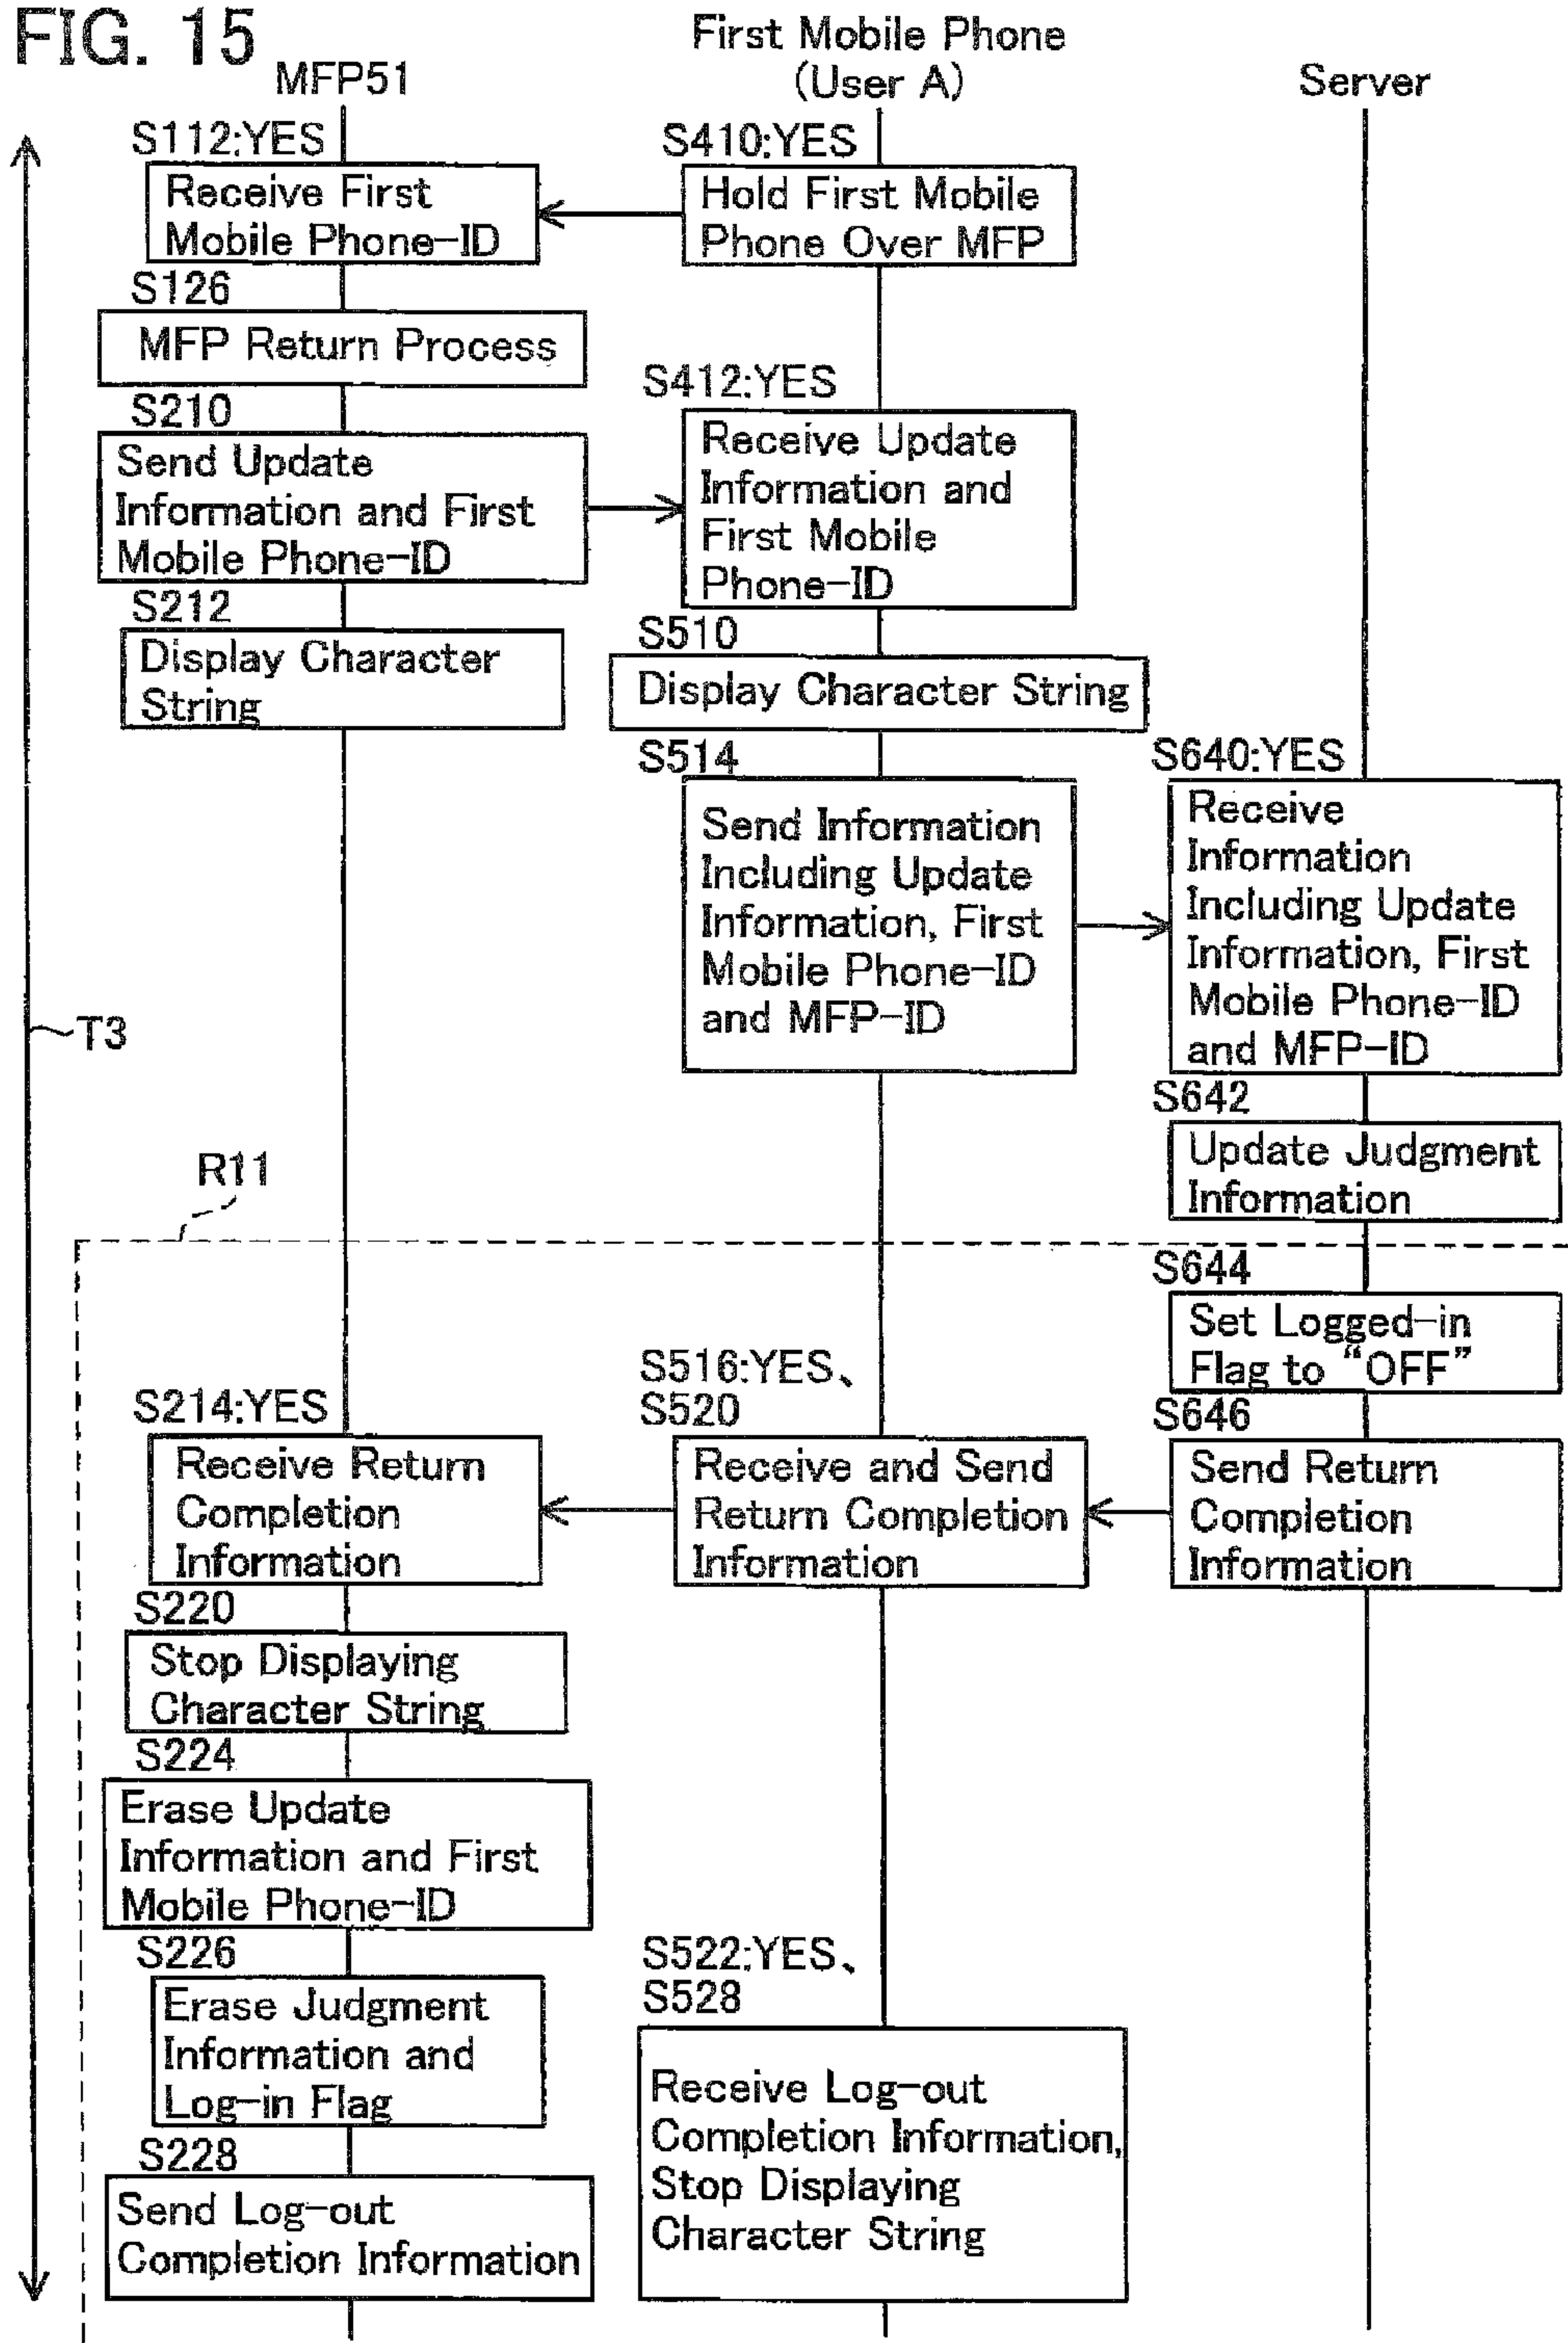 FIG. 15
MFP51
First Mobile Phone
(User A)
Server
S112:YES
Receive First
Mobile Phone-ID
S410:YES
Hold First Mobile
Phone Over MFP
S126
MFP Return Process
S210
Send Update
Information and First
Mobile Phone-ID
S412:YES
Receive Update
Information and
First Mobile
Phone-ID
S212
Display Character
String
S510
Display Character String
S514
Send Information
Including Update
Information, First
Mobile Phone-ID
and MFP-ID
S640:YES
Receive
Information
Including Update
Information, First
Mobile Phone-ID
and MFP-ID
T3
S642
Update Judgment
Information
R11
S644
Set Logged-in
Flag to “OFF”
S646
Send Return
Completion
Information
S516:YES、
S520
Receive and Send
Return Completion
Information
S214:YES
Receive Return
Completion
Information
S220
Stop Displaying
Character String
S224
Erase Update
Information and First
Mobile Phone-ID
S226
Erase Judgment
Information and
Log-in Flag
S228
Send Log-out
Completion Information
S522:YES、
S528
Receive Log-out
Completion Information,
Stop Displaying
Character String